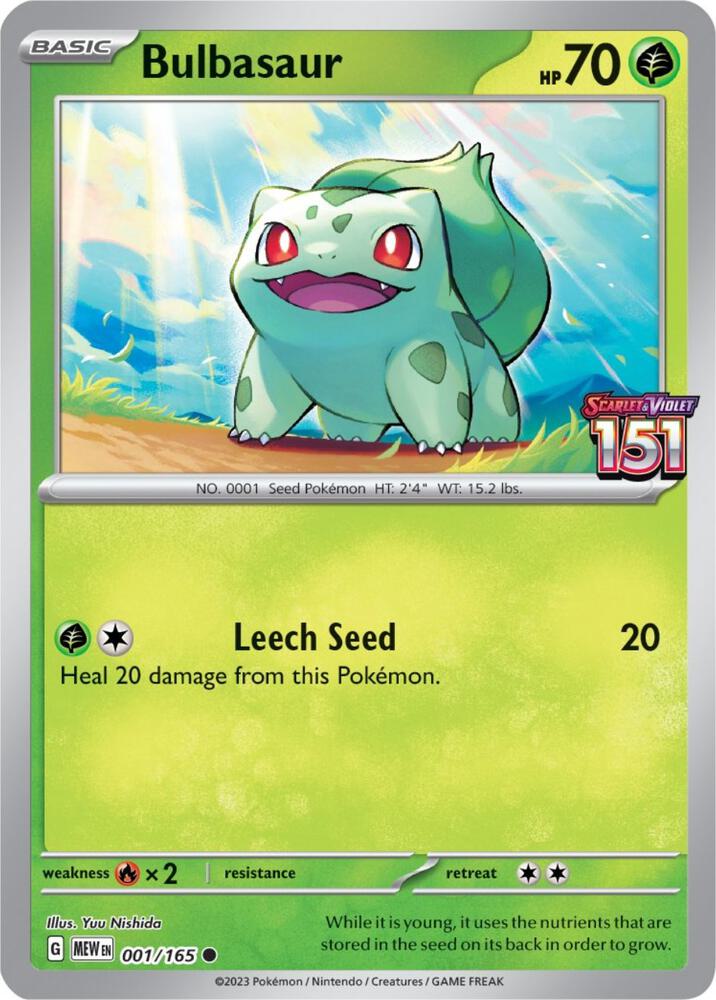 BASIC Bulbasaur HP 70
SCARLET & VIOLET
151
NO. 0001 Seed Pokémon HT: 2'4" WT: 15.2 lbs.
Leech Seed 20
Heal 20 damage from this Pokémon.
weakness ×2 resistance retreat
Illus. Yuu Nishida
While it is young, it uses the nutrients that are
G MEW EN 001/165
stored in the seed on its back in order to grow.
©2023 Pokémon / Nintendo / Creatures / GAME FREAK